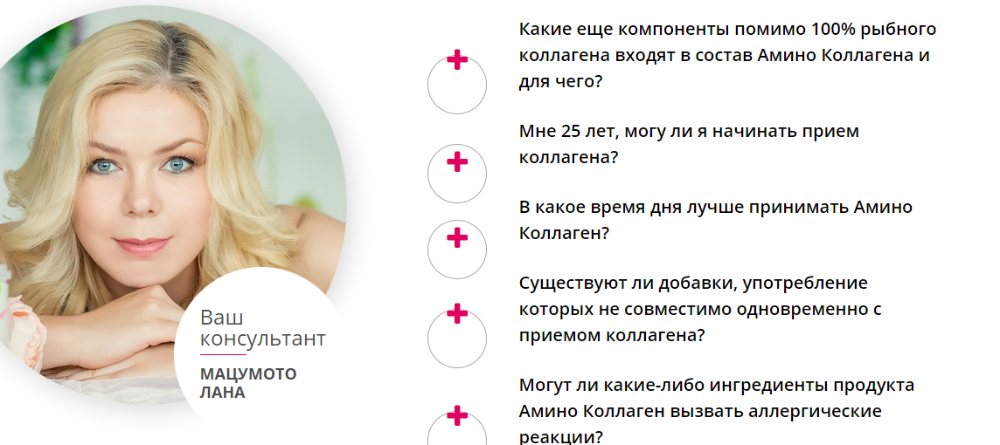 Ваш
консультант
МАЦУМОТО
ЛАНА
Какие еще компоненты помимо 100% рыбного
коллагена входят в состав Амино Коллагена и
для чего?
Мне 25 лет, могу ли я начинать прием
коллагена?
В какое время дня лучше принимать Амино
Коллаген?
Существуют ли добавки, употребление
которых не совместимо одновременно с
приемом коллагена?
Могут ли какие-либо ингредиенты продукта
Амино Коллаген вызвать аллергические
реакции?